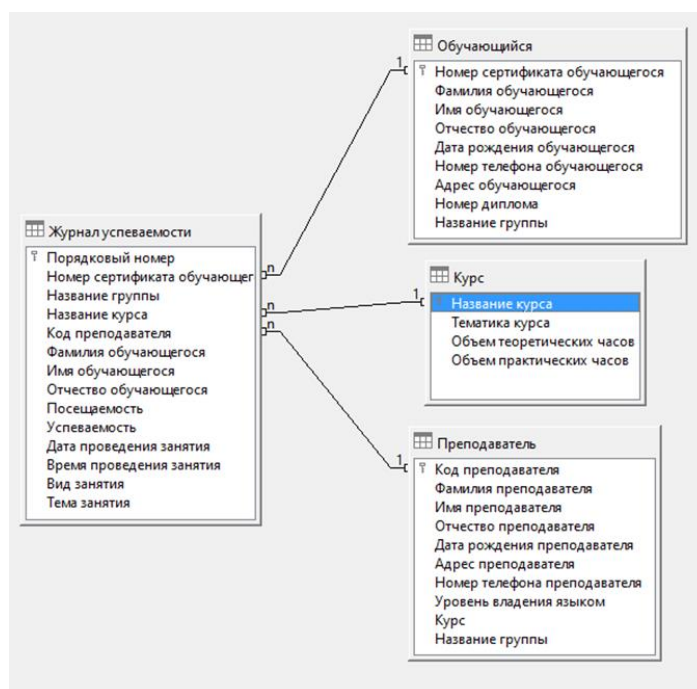 Обучающийся
Номер сертификата обучающегося
Фамилия обучающегося
Имя обучающегося
Отчество обучающегося
Дата рождения обучающегося
Номер телефона обучающегося
Адрес обучающегося
Номер диплома
Название группы
Журнал успеваемости
Порядковый номер
Номер сертификата обучающег
Название группы
Название курса
Код преподавателя
Фамилия обучающегося
Имя обучающегося
Отчество обучающегося
Посещаемость
Успеваемость
Дата проведения занятия
Время проведения занятия
Вид занятия
Тема занятия
Курс
Название курса
Тематика курса
Объем теоретических часов
Объем практических часов
Преподаватель
Код преподавателя
Фамилия преподавателя
Имя преподавателя
Отчество преподавателя
Дата рождения преподавателя
Адрес преподавателя
Номер телефона преподавателя
Уровень владения языком
Курс
Название группы
1
n
1
n
1
n